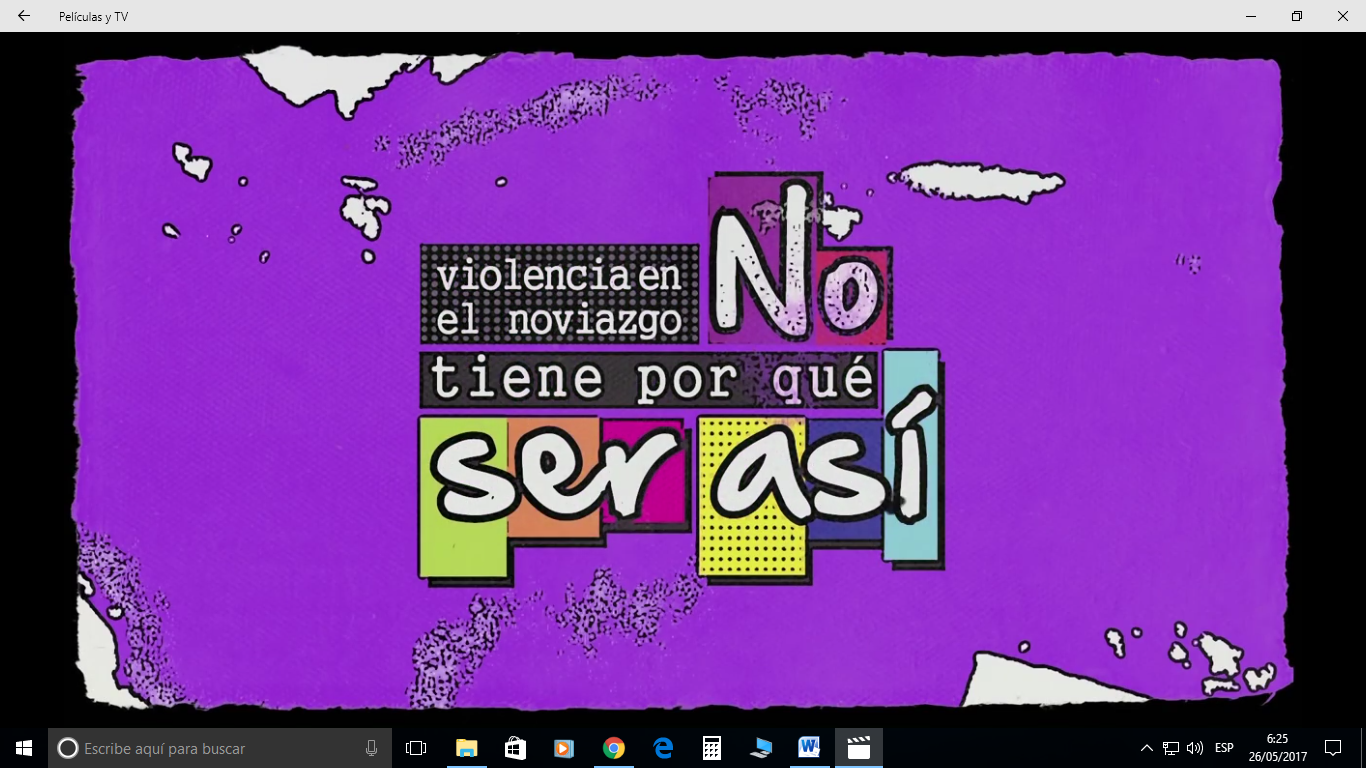 Películas y TV
violencia en
el noviazgo
No
tiene por qué
ser así
Escribe aquí para buscar
ESP
6:25
26/05/2017